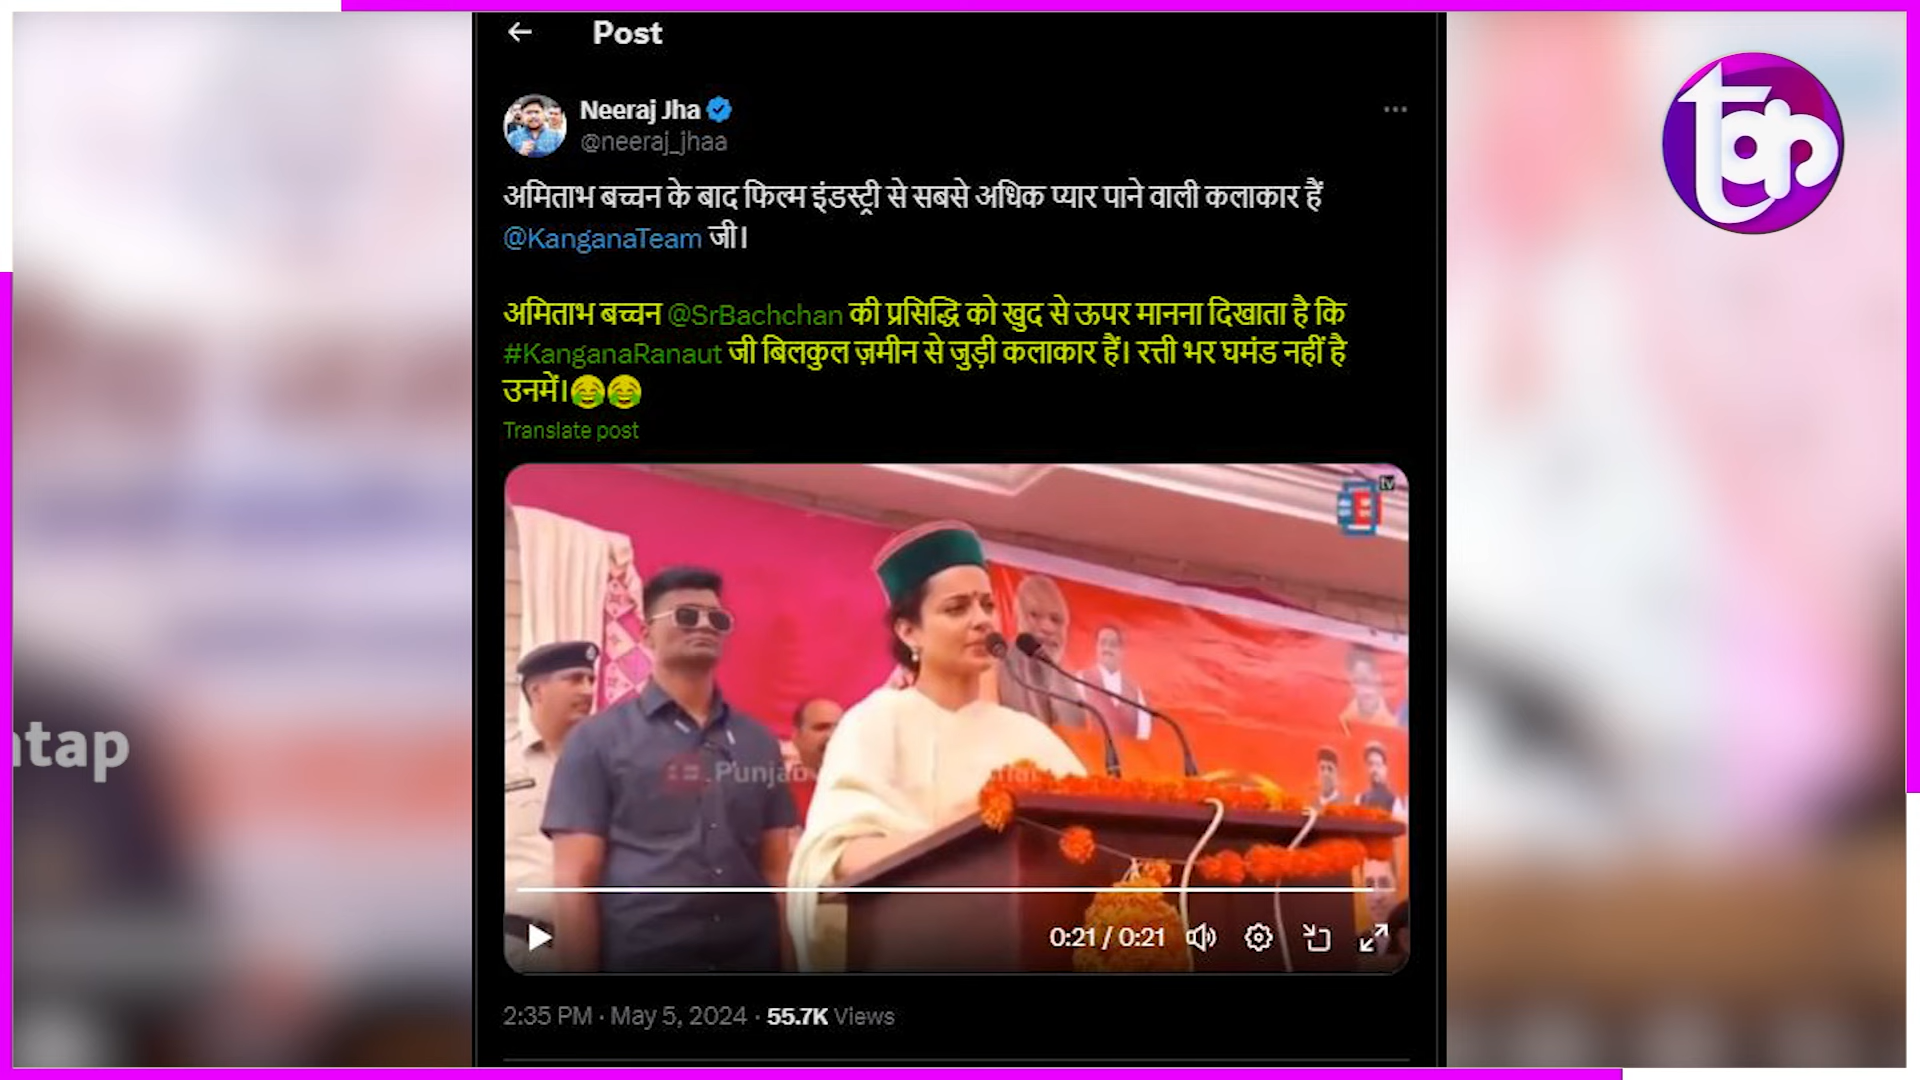 Post
Neeraj Jha
@neeraj_jhaa
अमिताभ बच्चन के बाद फिल्म इंडस्ट्री से सबसे अधिक प्यार पाने वाली कलाकार हैं
@KanganaTeam जी।
अमिताभ बच्चन @SrBachchan की प्रसिद्धि को खुद से ऊपर मानना दिखाता है कि
#KanganaRanaut जी बिलकुल ज़मीन से जुड़ी कलाकार हैं। रत्ती भर घमंड नहीं है
उनमें।😂😂
Translate post
tv
Punjab
0:21 / 0:21
2:35 PM · May 5, 2024 · 55.7K Views
tap